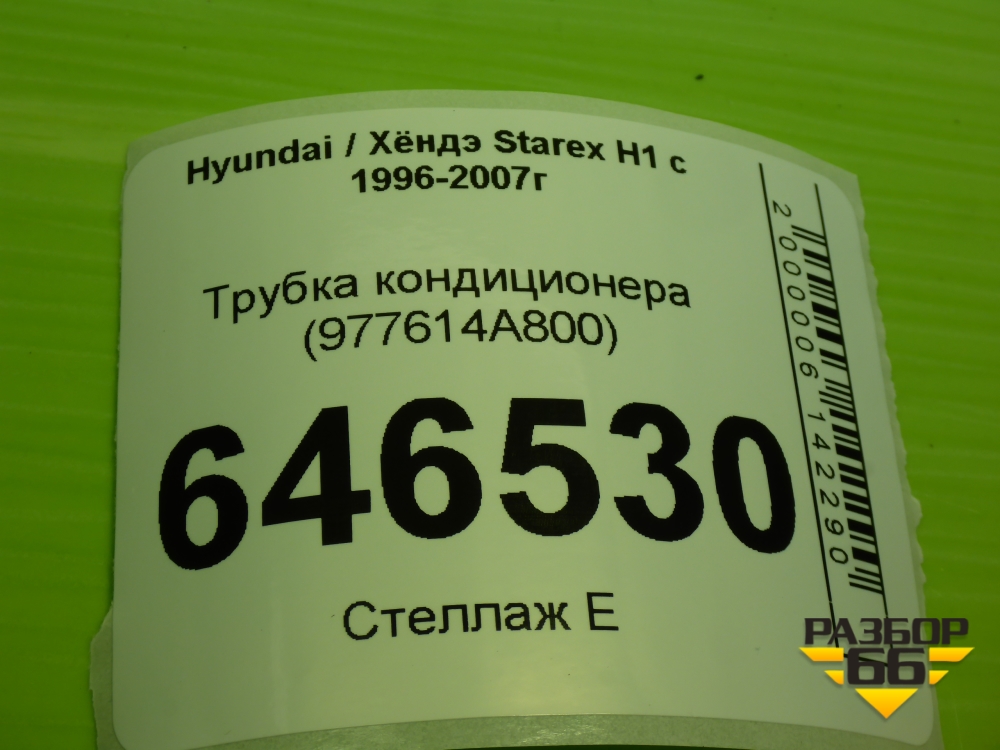 Hyundai / Хёндэ Starex H1 с
1996-2007г
Трубка кондиционера
(977614A800)
646530
Стеллаж E
2000006142290
РАЗБОР
66